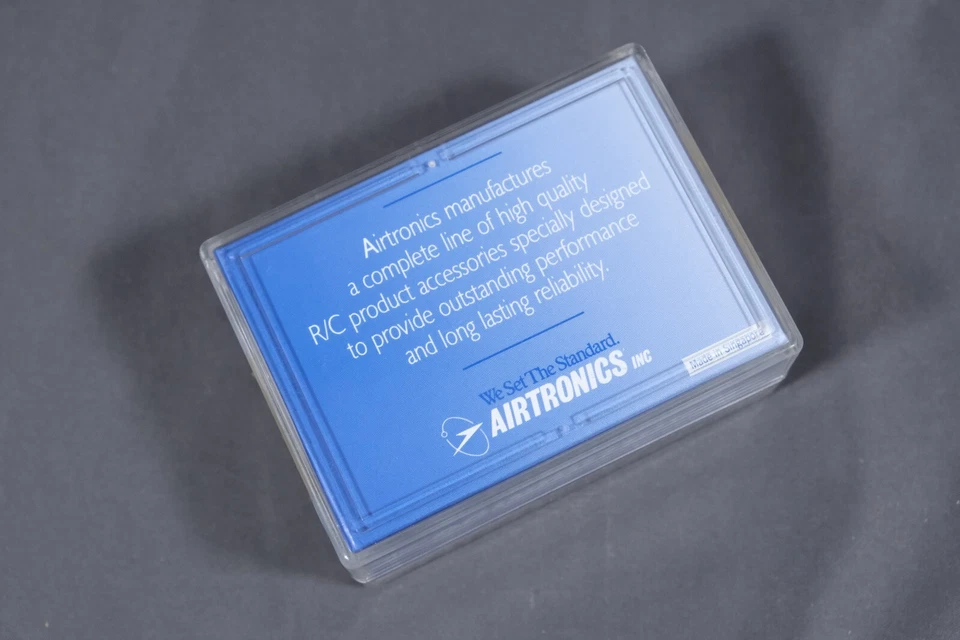 Airtronics manufactures
a complete line of high quality
R/C product accessories specially designed
to provide outstanding performance
and long lasting reliability.
We Set The Standard.
AIRTRONICS INC
Made in Singapore